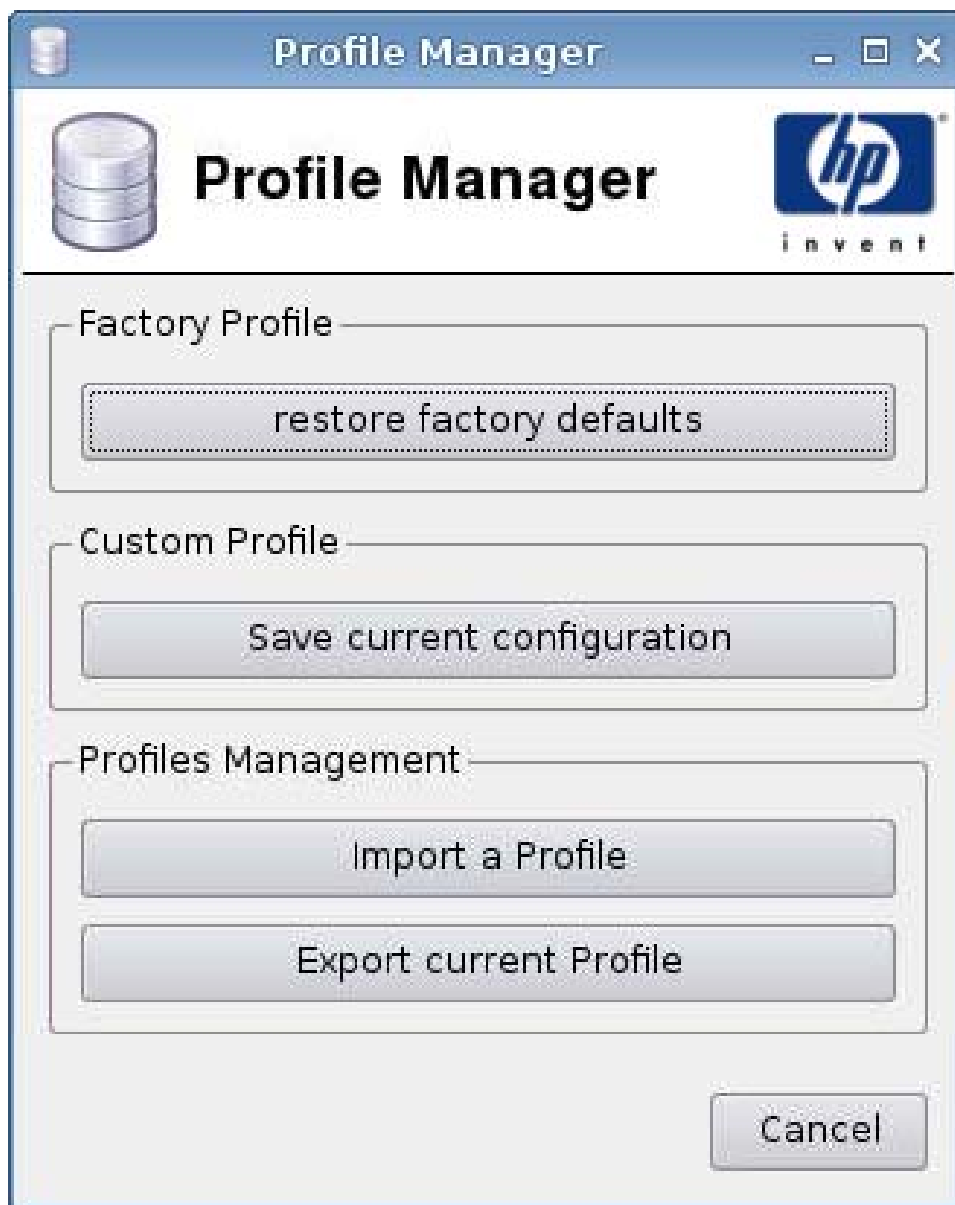 Profile Manager
Profile Manager
hp
invent
Factory Profile
restore factory defaults
Custom Profile
Save current configuration
Profiles Management
Import a Profile
Export current Profile
Cancel